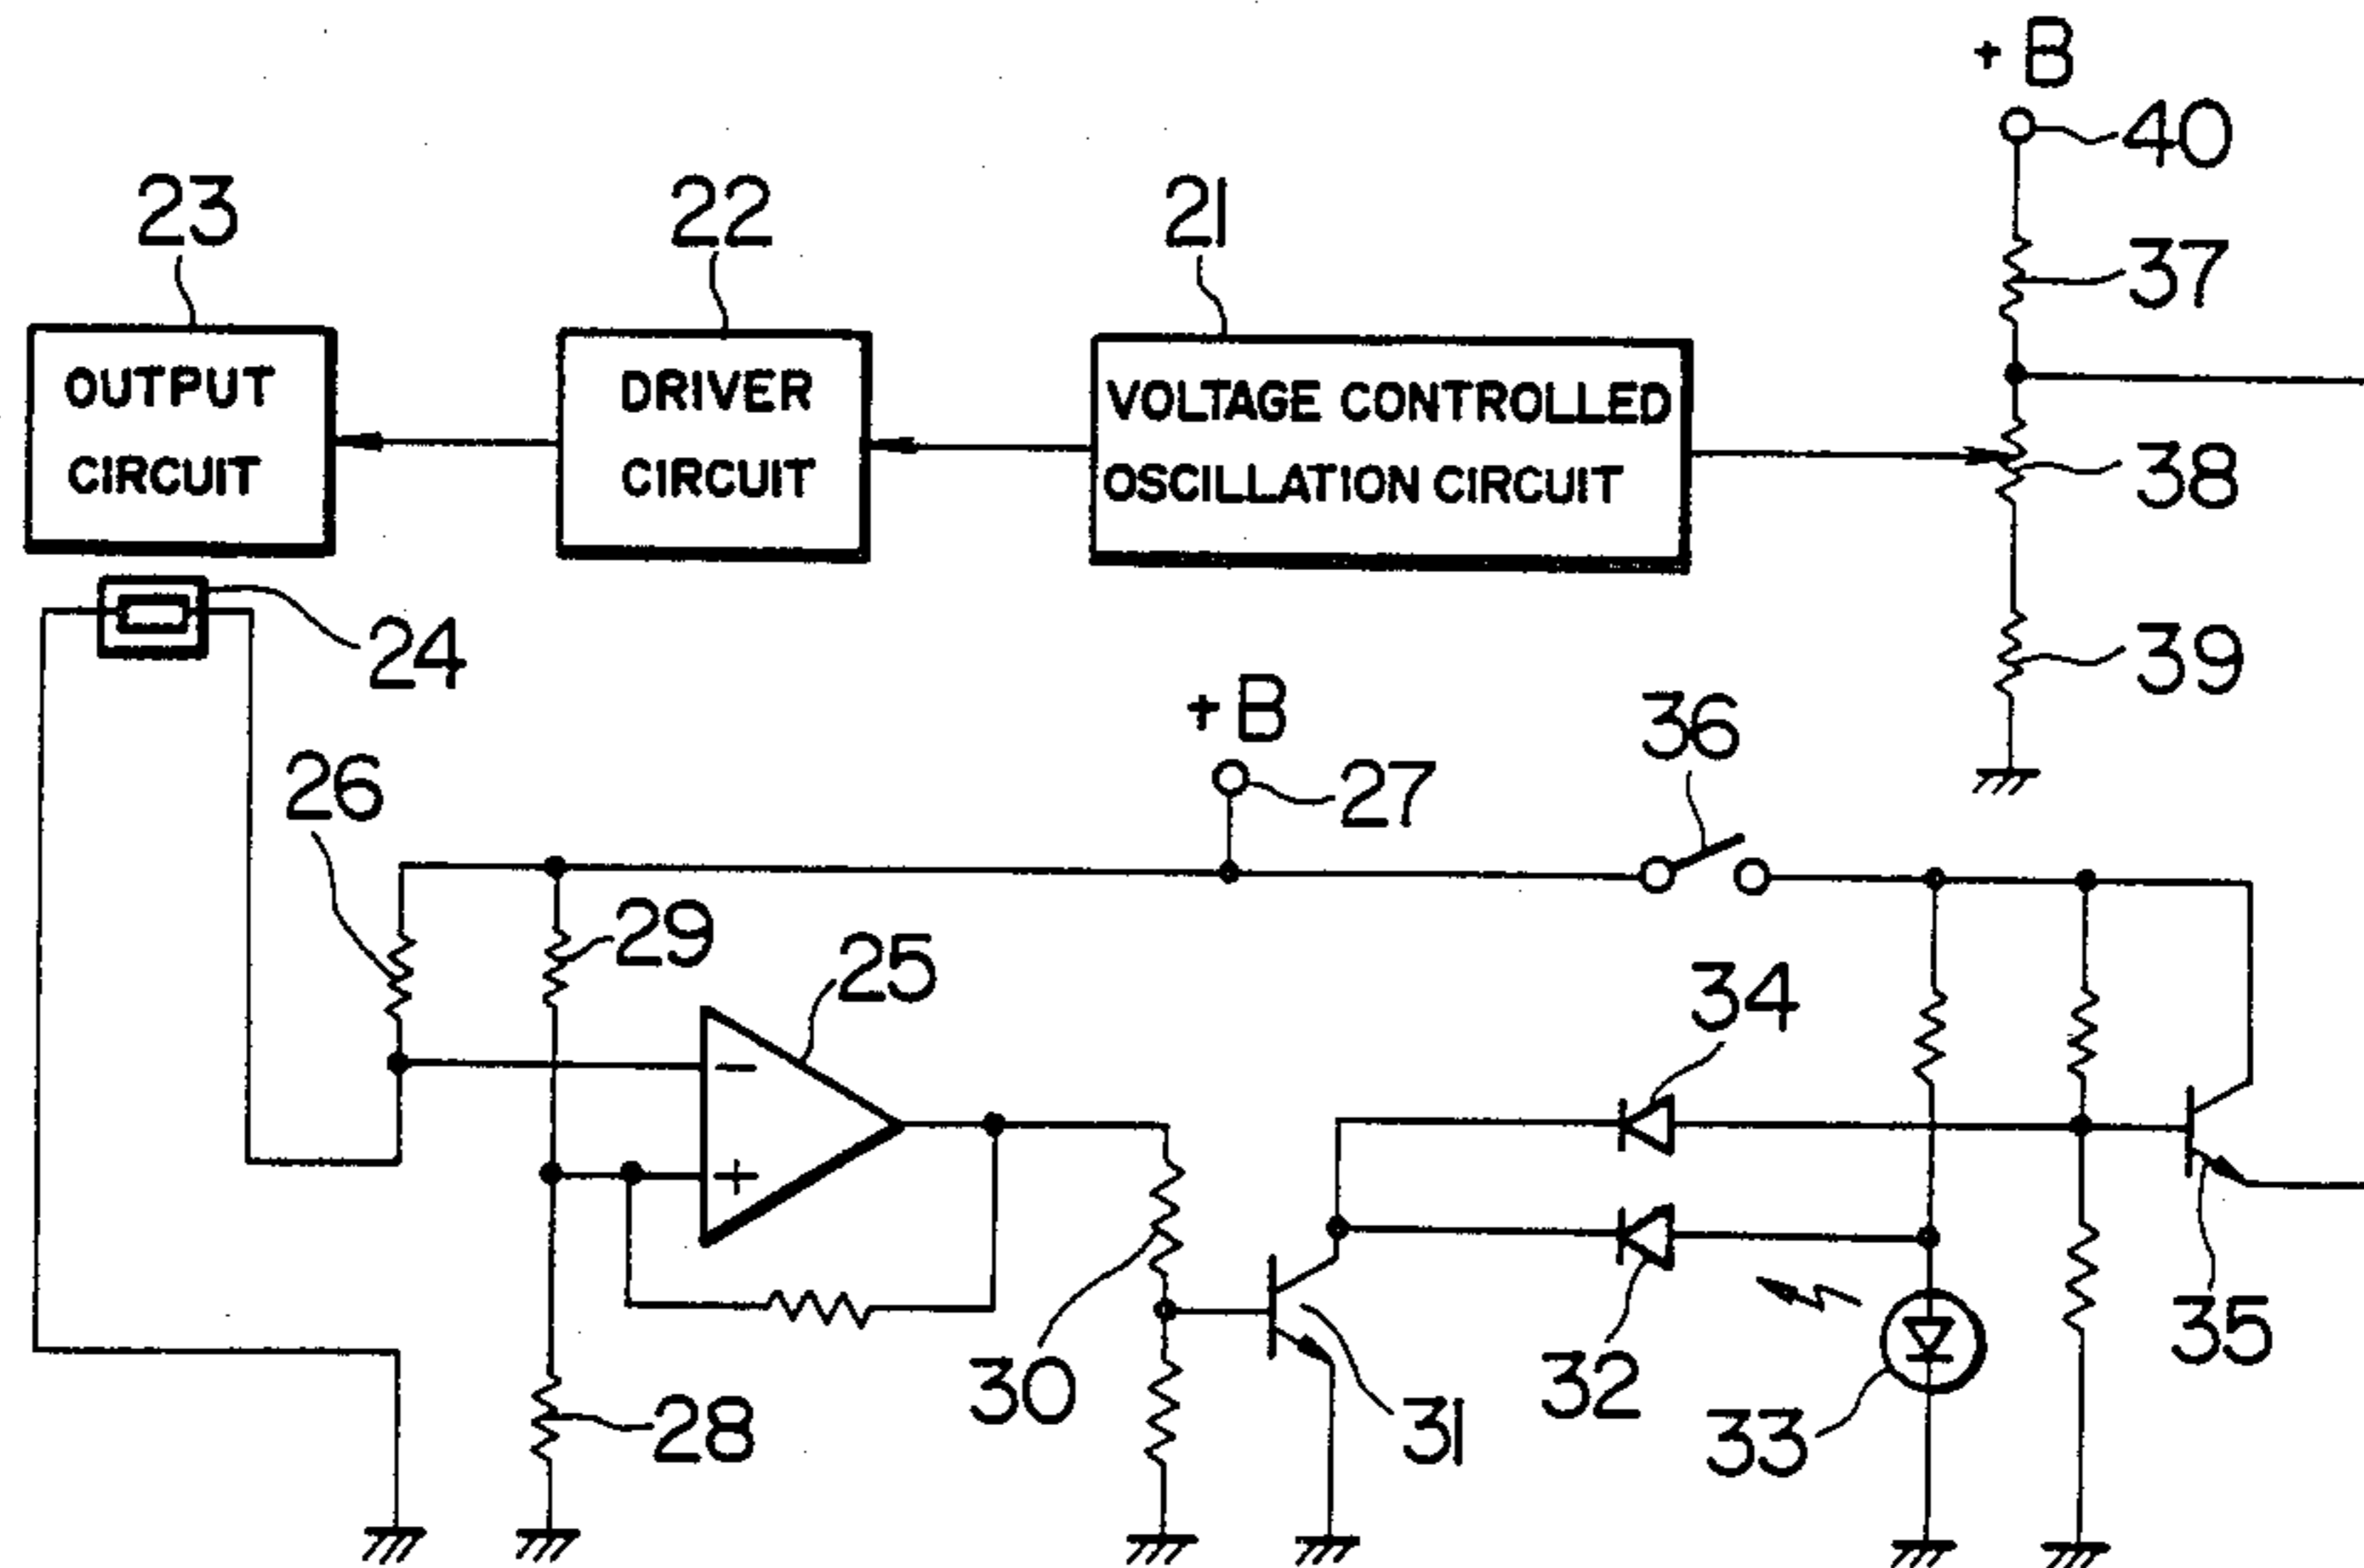 +B
40
23
22
21
37
OUTPUT
CIRCUIT
DRIVER
CIRCUIT
VOLTAGE CONTROLLED
OSCILLATION CIRCUIT
38
24
39
+B
36
26
27
29
25
34
−
+
30
28
31
32
33
35